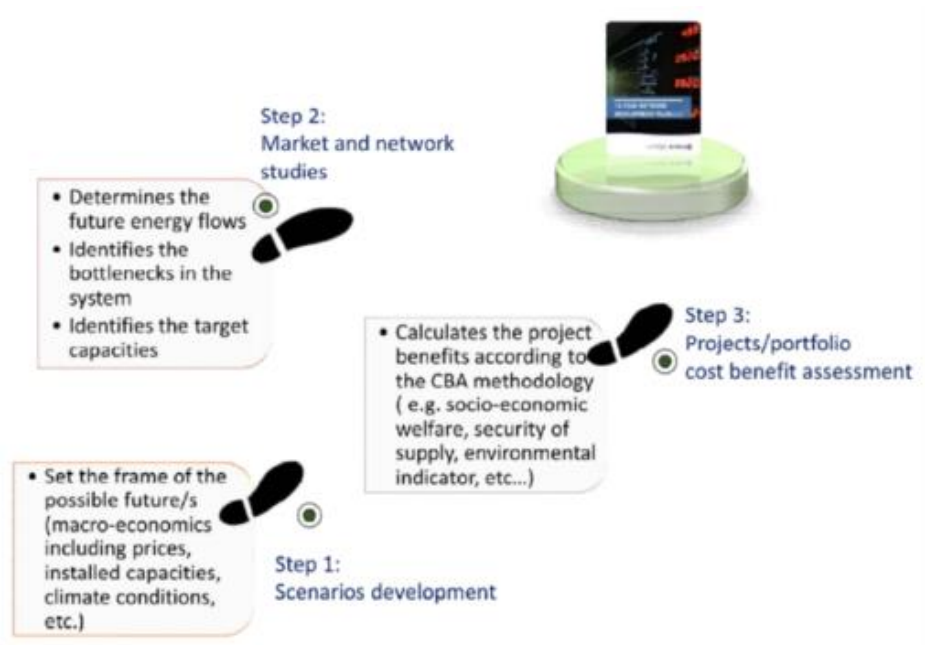 Step 2:
Market and network
studies
• Determines the
future energy flows
• Identifies the
bottlenecks in the
system
• Identifies the target
capacities
Step 3:
Projects/portfolio
cost benefit assessment
• Calculates the project
benefits according to
the CBA methodology
( e.g. socio-economic
welfare, security of
supply, environmental
indicator, etc...)
• Set the frame of the
possible future/s
(macro-economics
including prices,
installed capacities,
climate conditions,
etc.)
Step 1:
Scenarios development